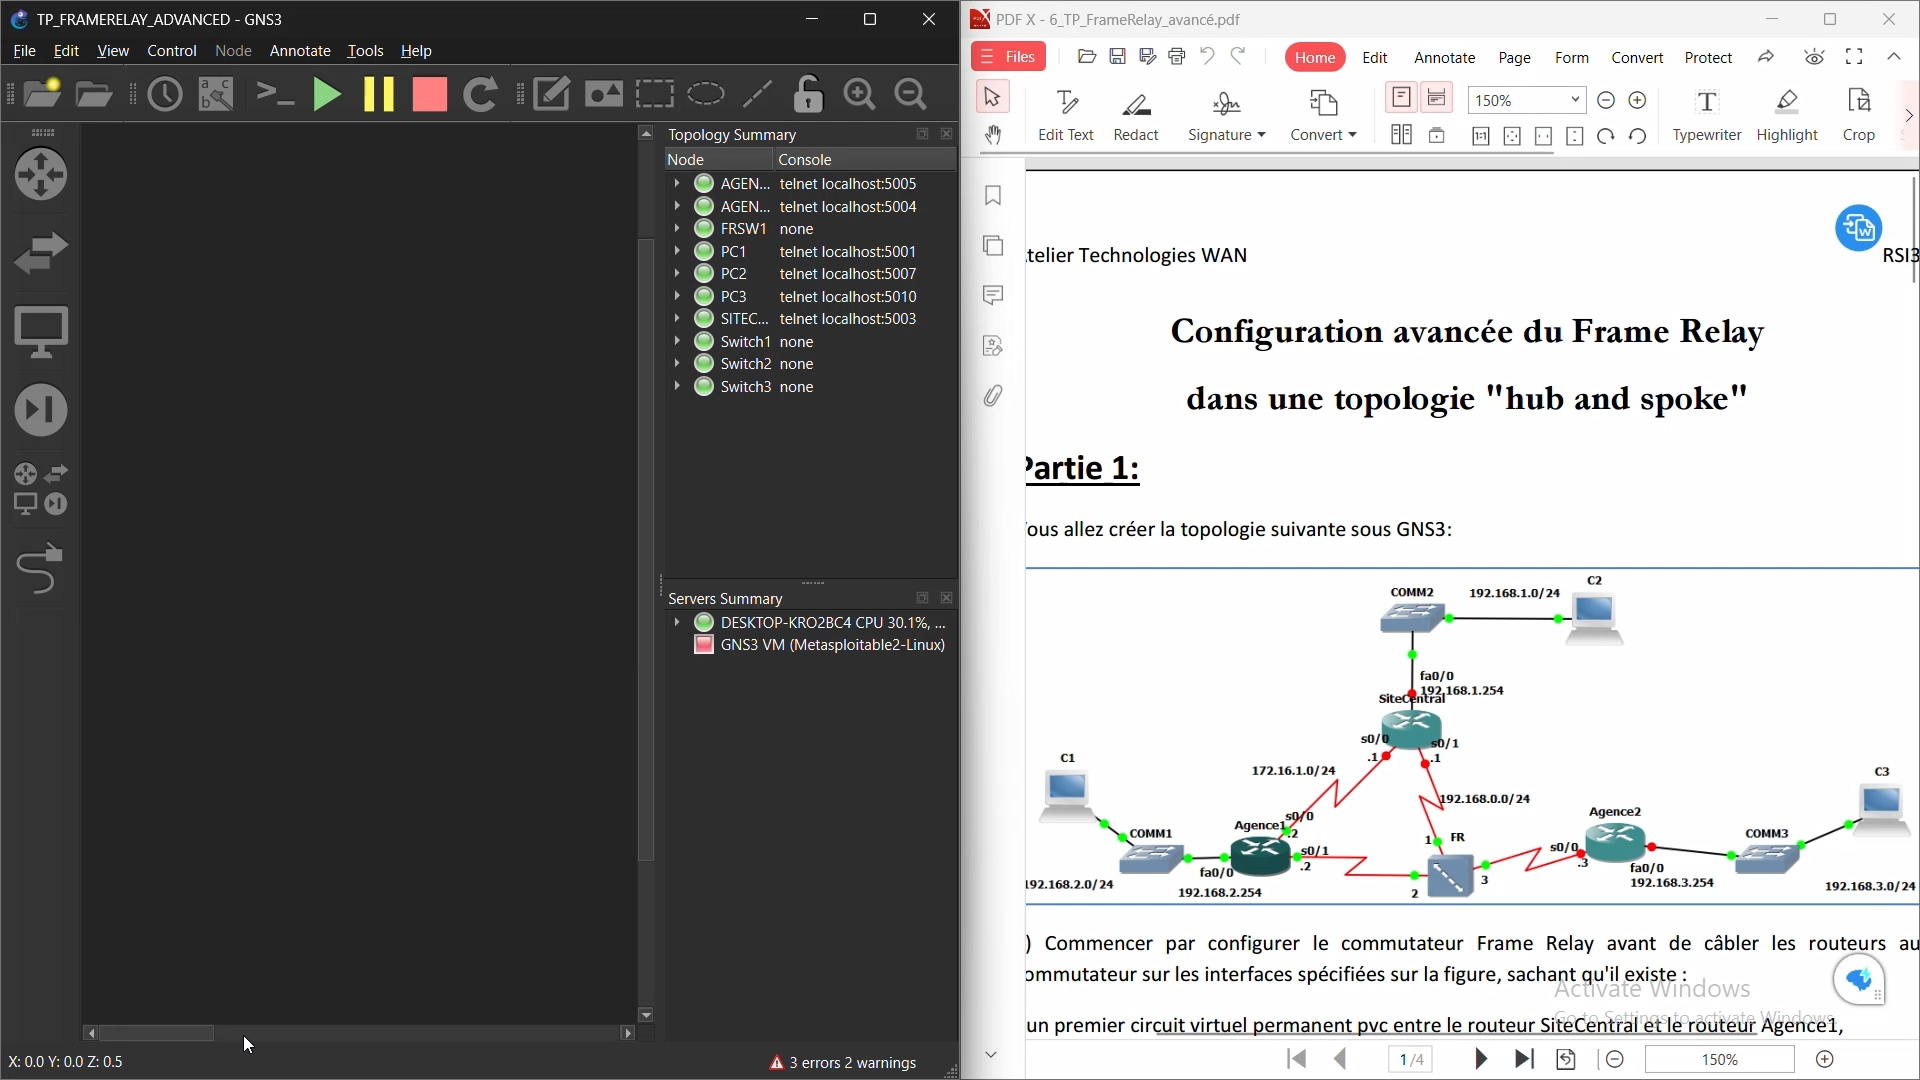 TP_FRAMERELAY_ADVANCED - GNS3
File Edit View Control Node Annotate Tools Help
Topology Summary
Node Console
AGEN... telnet localhost:5005
AGEN... telnet localhost:5004
FRSW1 none
PC1 telnet localhost:5001
PC2 telnet localhost:5007
PC3 telnet localhost:5010
SITEC... telnet localhost:5003
Switch1 none
Switch2 none
Switch3 none
Servers Summary
DESKTOP-KRO2BC4 CPU 30.1%, ...
GNS3 VM (Metasploitable2-Linux)
X: 0.0 Y: 0.0 Z: 0.5
3 errors 2 warnings
PDF X - 6_TP_FrameRelay_avancé.pdf
Files Home Edit Annotate Page Form Convert Protect
150%
Edit Text Redact Signature Convert Typewriter Highlight Crop
telier Technologies WAN RSI3
Configuration avancée du Frame Relay
dans une topologie "hub and spoke"
Partie 1:
ous allez créer la topologie suivante sous GNS3:
C2
COMM2 192.168.1.0/24
fa0/0
192.168.1.254
SiteCentral
s0/0 s0/1
.1 .1
C1
172.16.1.0/24
C3
192.168.0.0/24
Agence2
s0/0
Agence1
.2
COMM1
1 FR
COMM3
s0/1
.2
s0/0
.3
fa0/0
192.168.2.254
fa0/0
192.168.3.254
2 3
192.168.2.0/24
192.168.3.0/24
) Commencer par configurer le commutateur Frame Relay avant de câbler les routeurs au
ommutateur sur les interfaces spécifiées sur la figure, sachant qu'il existe :
Activate Windows
Go to Settings to activate Windows.
un premier circuit virtuel permanent pvc entre le routeur SiteCentral et le routeur Agence1,
1/4
150%